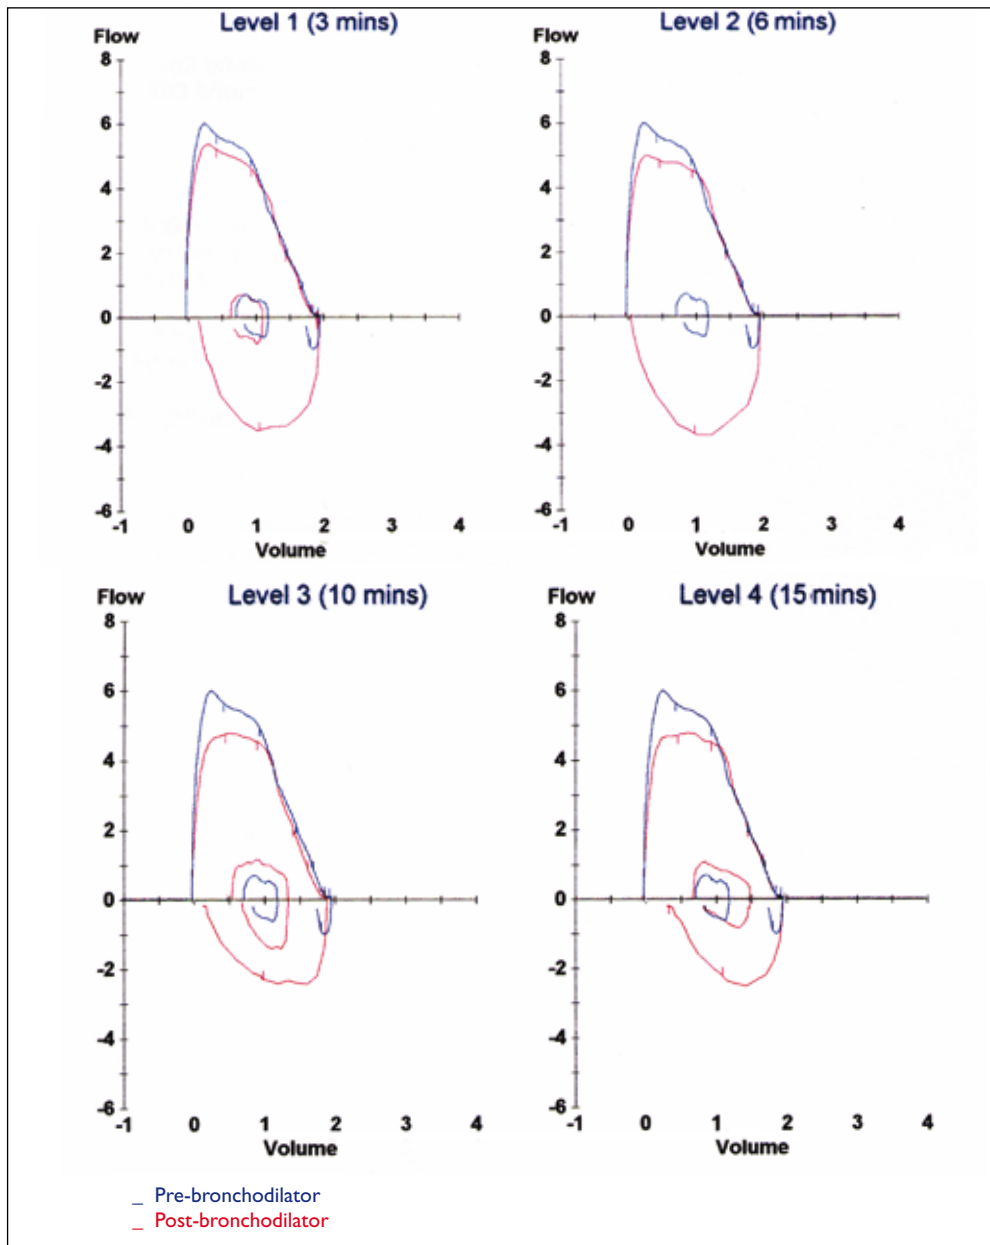 Level 1 (3 mins)
Flow
8
6
4
2
0
-2
-4
-6
-1 0 1 2 3 4
Volume
Level 2 (6 mins)
Flow
8
6
4
2
0
-2
-4
-6
-1 0 1 2 3 4
Volume
Level 3 (10 mins)
Flow
8
6
4
2
0
-2
-4
-6
-1 0 1 2 3 4
Volume
Level 4 (15 mins)
Flow
8
6
4
2
0
-2
-4
-6
-1 0 1 2 3 4
Volume
_ Pre-bronchodilator
_ Post-bronchodilator